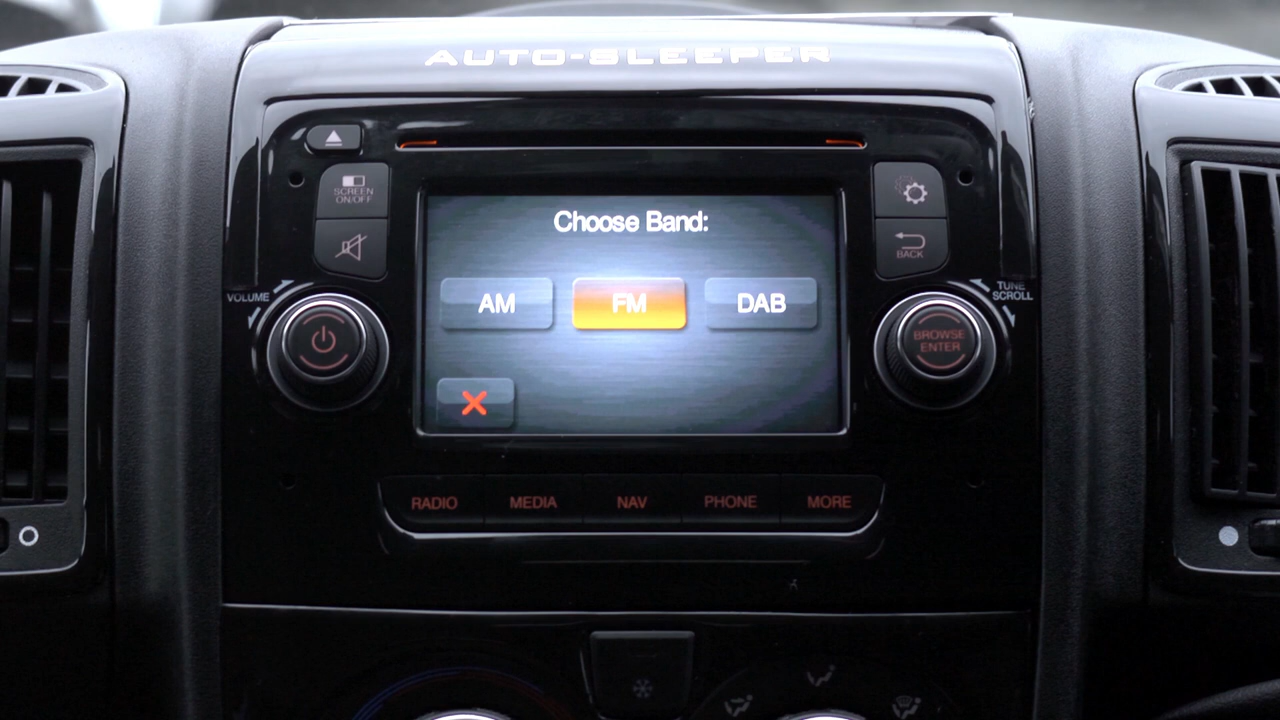 AUTO-SLEEPER
SCREEN
ON/OFF
Choose Band:
BACK
AM
FM
DAB
VOLUME
TUNE
SCROLL
BROWSE
ENTER
RADIO
MEDIA
NAV
PHONE
MORE